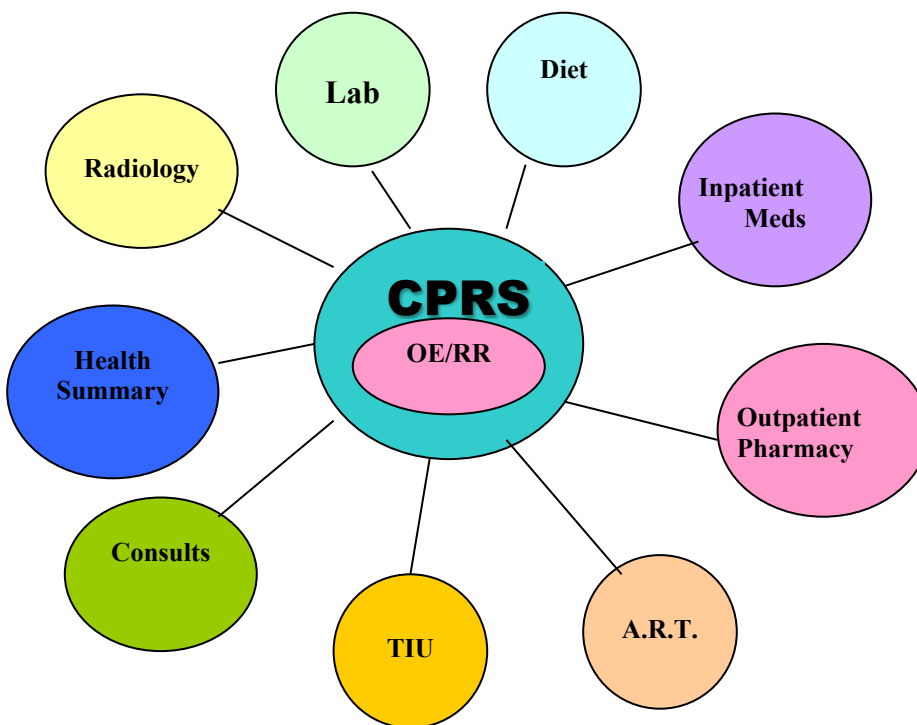 Diet
Lab
Radiology
Inpatient
Meds
CPRS
OE/RR
Health
Summary
Outpatient
Pharmacy
Consults
TIU
A.R.T.